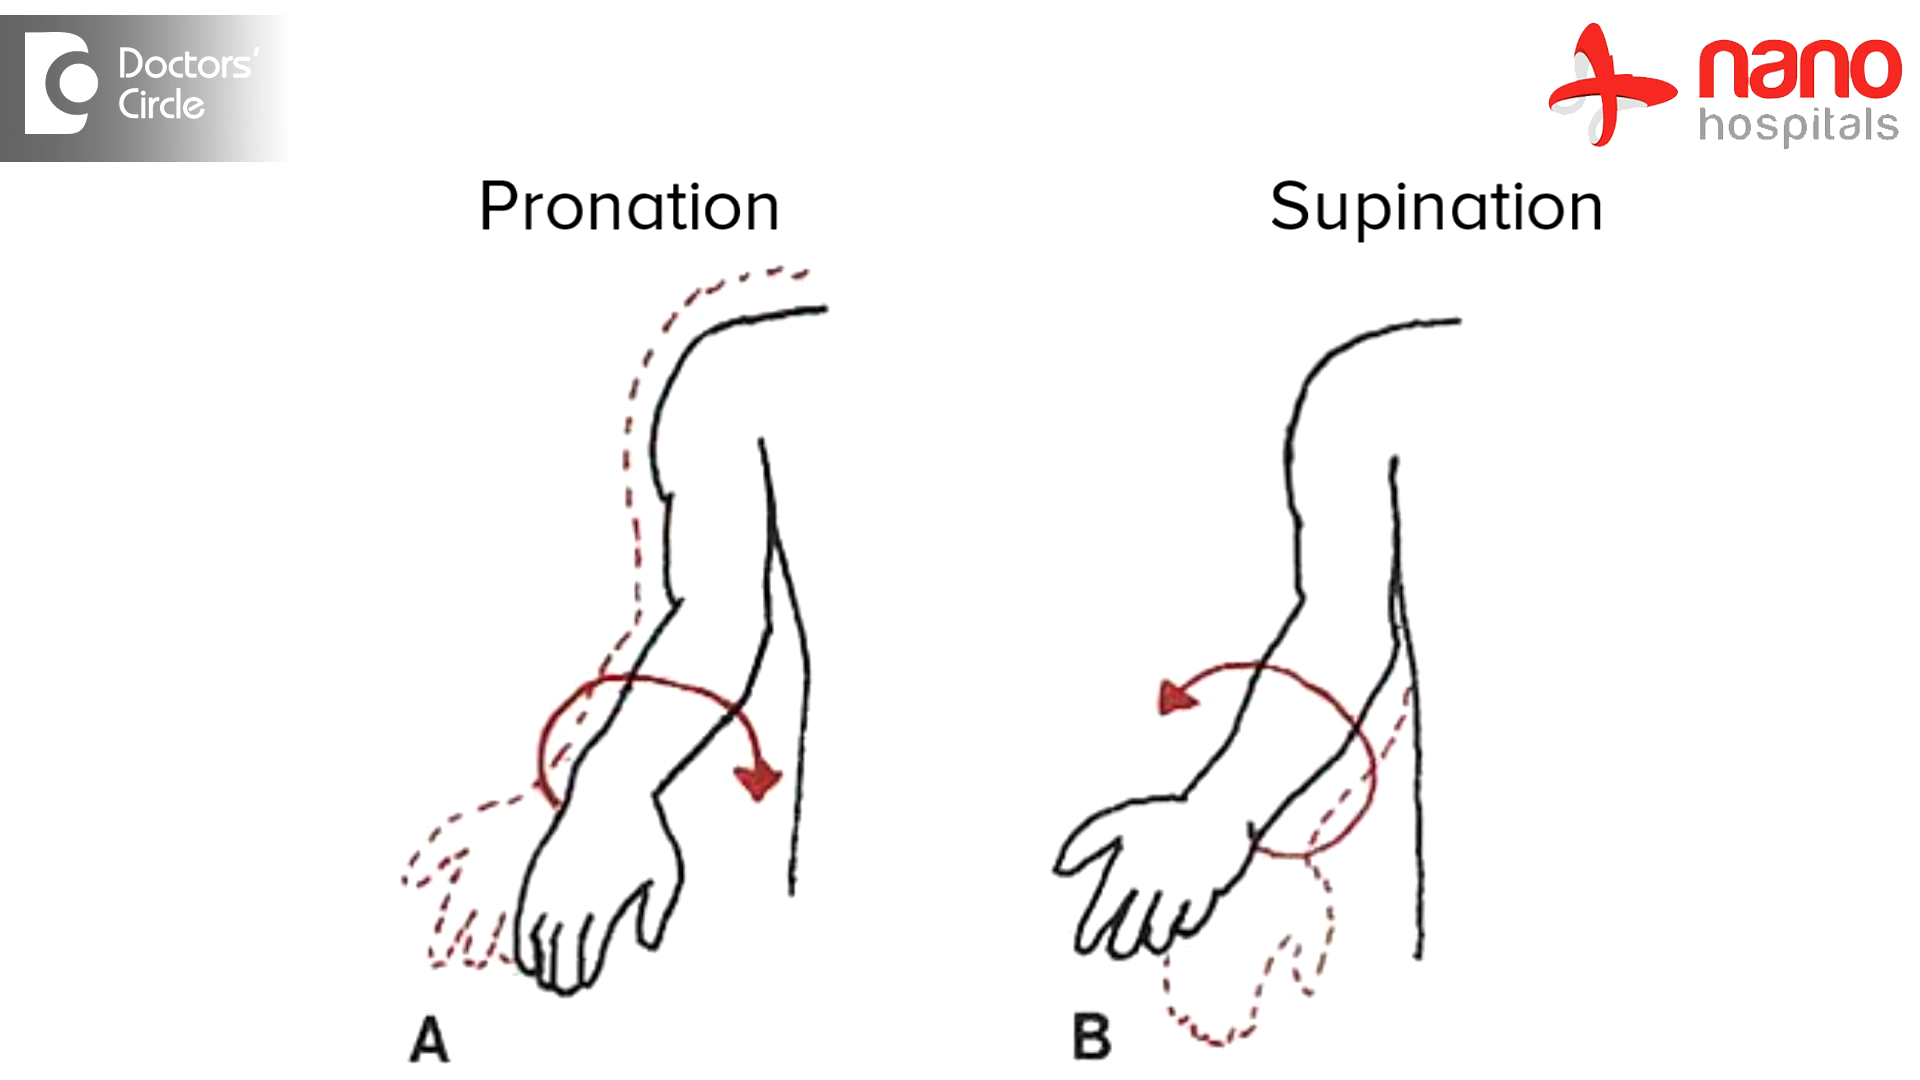 Doctors'
Circle
nano
hospitals
Pronation
Supination
A
B